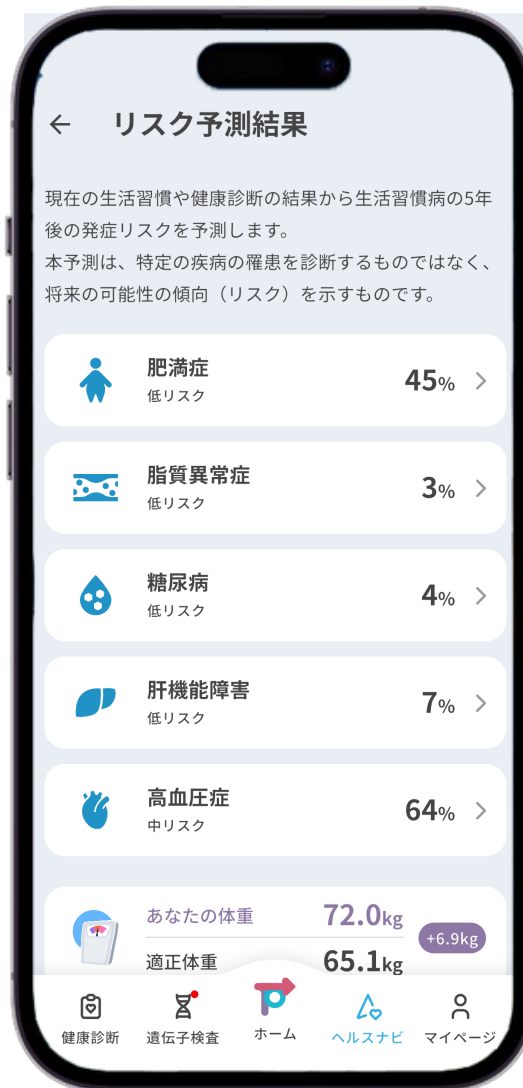 リスク予測結果
現在の生活習慣や健康診断の結果から生活習慣病の5年
後の発症リスクを予測します。
本予測は、特定の疾病の罹患を診断するものではなく、
将来の可能性の傾向（リスク）を示すものです。
肥満症
低リスク
45%
脂質異常症
低リスク
3%
糖尿病
低リスク
4%
肝機能障害
低リスク
7%
高血圧症
中リスク
64%
あなたの体重
72.0kg
+6.9kg
適正体重
65.1kg
健康診断
遺伝子検査
ホーム
ヘルスナビ
マイページ